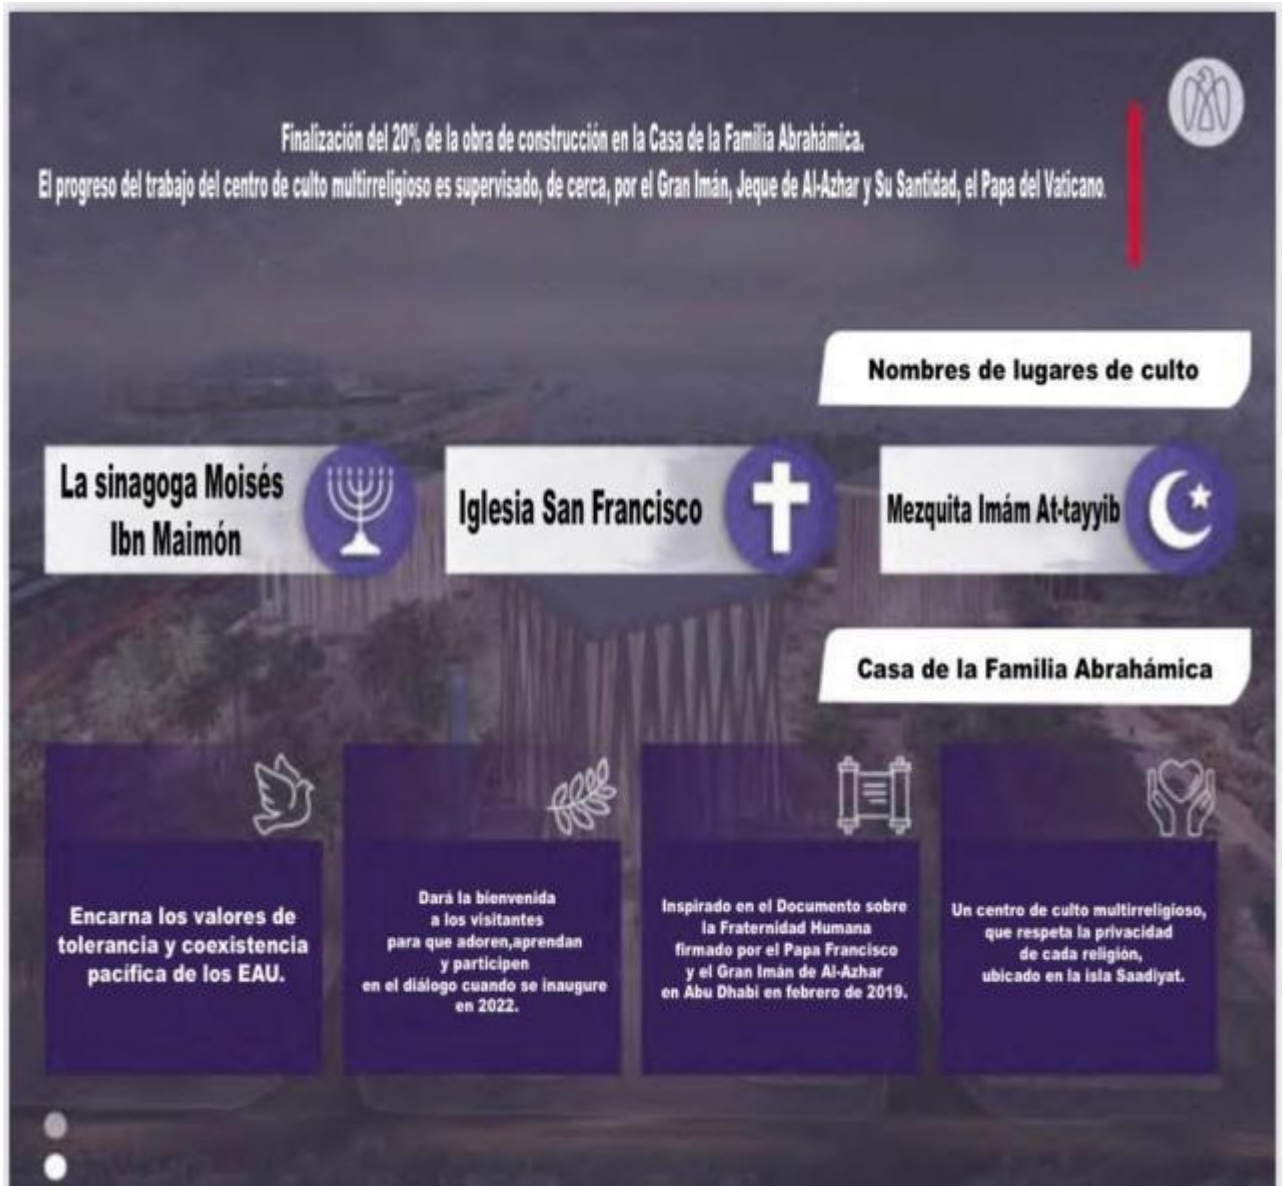 Finalización del 20% de la obra de construcción en la Casa de la Familia Abrahámica.
El progreso del trabajo del centro de culto multirreligioso es supervisado, de cerca, por el Gran Imán, Jeque de Al-Azhar y Su Santidad, el Papa del Vaticano.
Nombres de lugares de culto
La sinagoga Moisés
Ibn Maimón
Iglesia San Francisco
Mezquita Imám At-tayyib
Casa de la Familia Abrahámica
Encarna los valores de
tolerancia y coexistencia
pacífica de los EAU.
Dará la bienvenida
a los visitantes
para que adoren,aprendan
y participen
en el diálogo cuando se inaugure
en 2022.
Inspirado en el Documento sobre
la Fraternidad Humana
firmado por el Papa Francisco
y el Gran Imán de Al-Azhar
en Abu Dhabi en febrero de 2019.
Un centro de culto multirreligioso,
que respeta la privacidad
de cada religión,
ubicado en la isla Saadiyat.